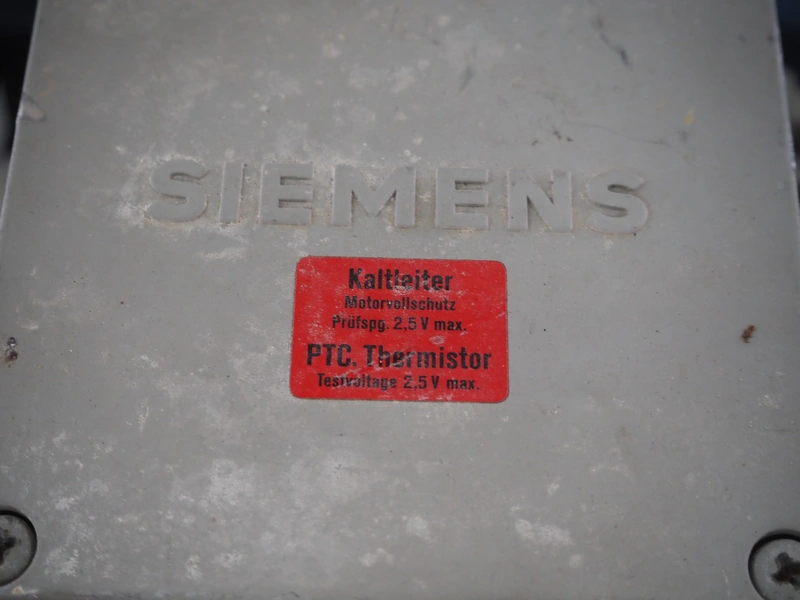 SIEMENS
Kaltleiter
Motorvollschutz
Prüfspg. 2,5 V max.
PTC. Thermistor
Testvoltage 2,5 V max.